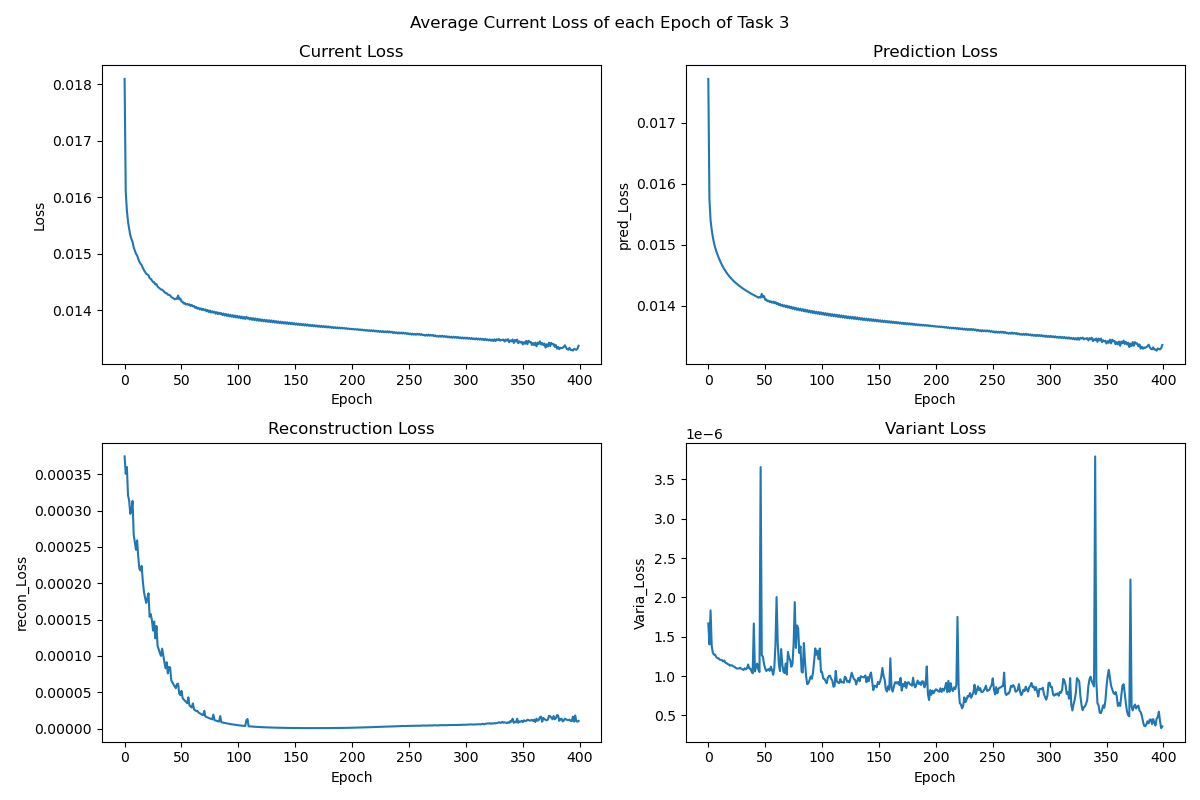 Average Current Loss of each Epoch of Task 3
Current Loss
Loss
0.018
0.017
0.016
0.015
0.014
0 50 100 150 200 250 300 350 400
Epoch
Prediction Loss
pred_Loss
0.017
0.016
0.015
0.014
0 50 100 150 200 250 300 350 400
Epoch
Reconstruction Loss
recon_Loss
0.00035
0.00030
0.00025
0.00020
0.00015
0.00010
0.00005
0.00000
0 50 100 150 200 250 300 350 400
Epoch
Variant Loss
1e−6
Varia_Loss
3.5
3.0
2.5
2.0
1.5
1.0
0.5
0 50 100 150 200 250 300 350 400
Epoch